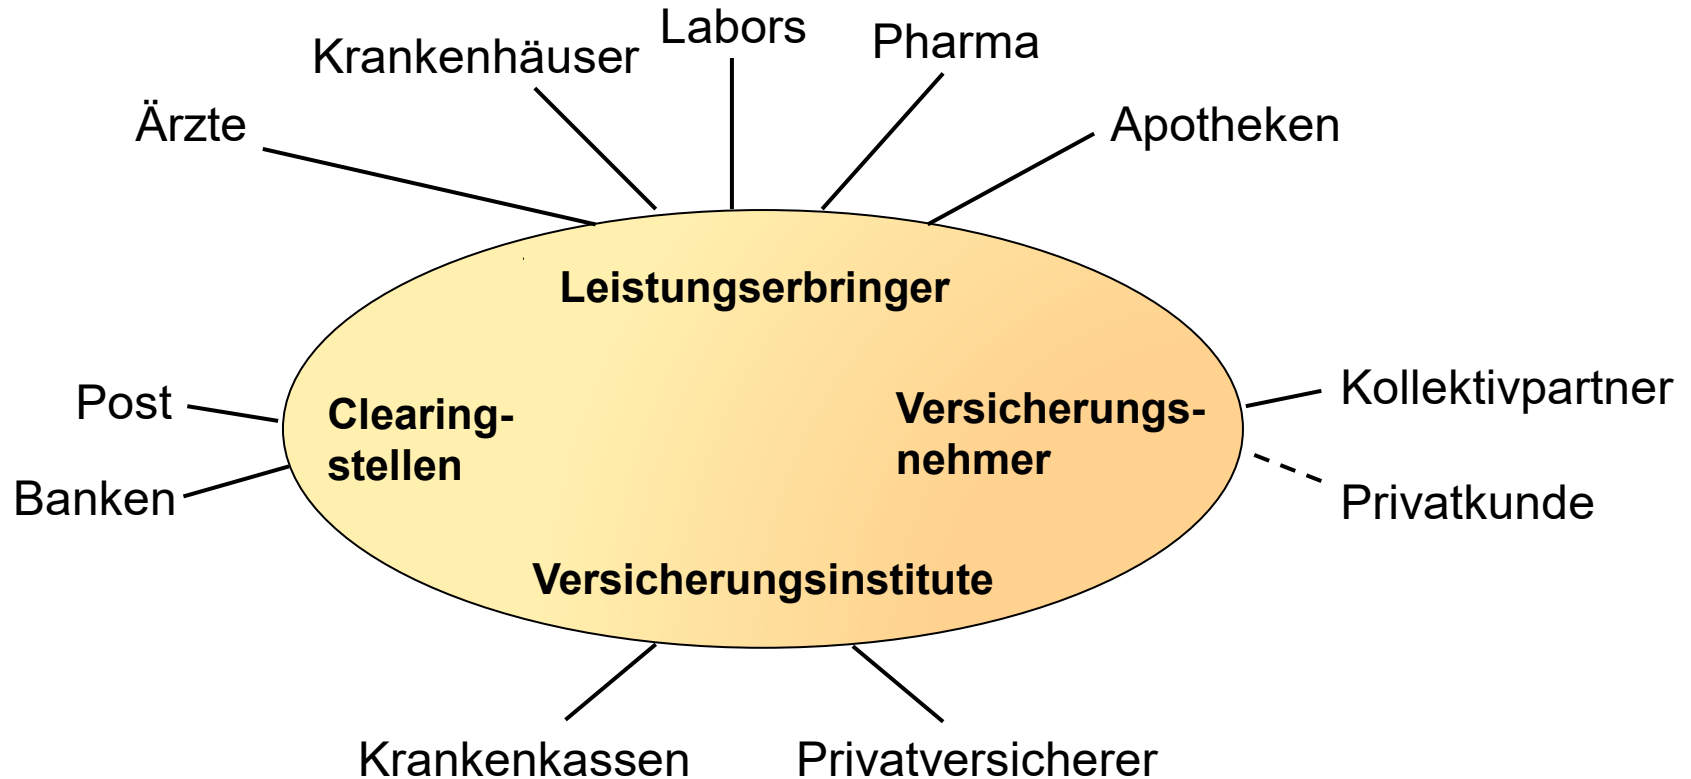 Labors
Krankenhäuser
Pharma
Ärzte
Apotheken
Leistungserbringer
Post
Banken
Clearing-
stellen
Versicherungs-
nehmer
Kollektivpartner
Privatkunde
Versicherungsinstitute
Krankenkassen
Privatversicherer